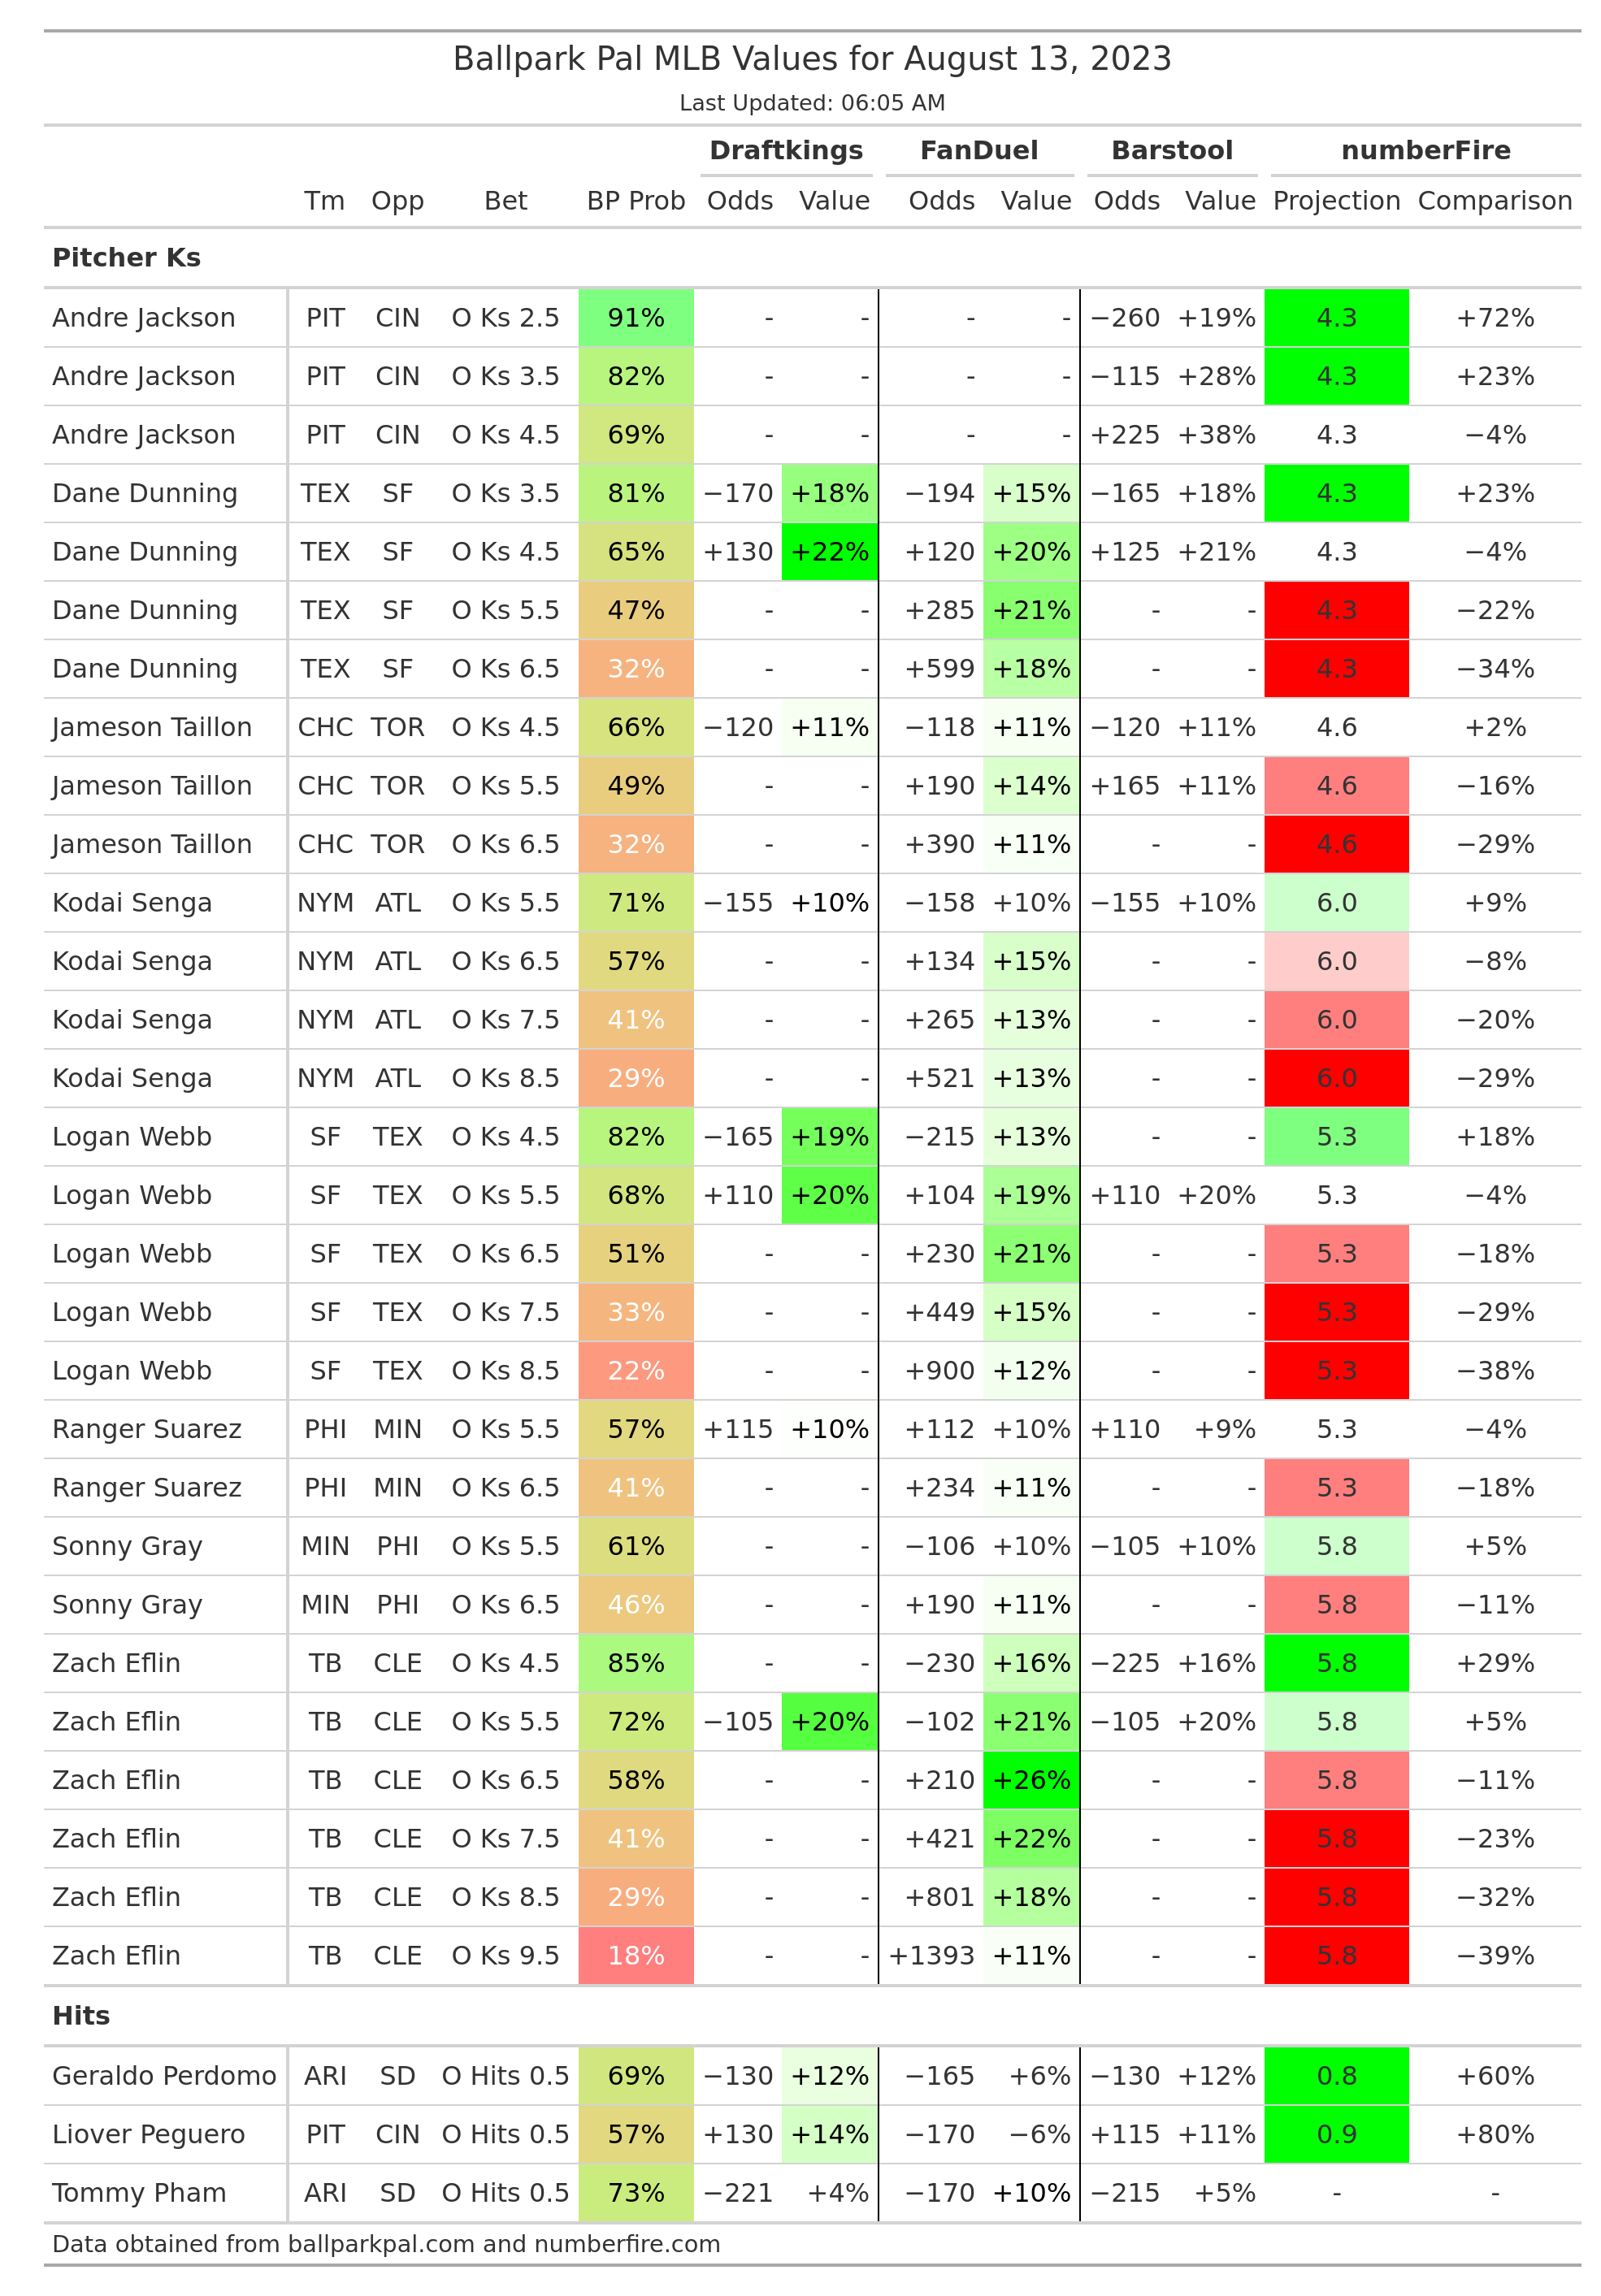 Ballpark Pal MLB Values for August 13, 2023
Last Updated: 06:05 AM
Draftkings FanDuel Barstool numberFire
Tm Opp Bet BP Prob Odds Value Odds Value Odds Value Projection Comparison
Pitcher Ks
Andre Jackson PIT CIN O Ks 2.5 91% - - - - −260 +19% 4.3 +72%
Andre Jackson PIT CIN O Ks 3.5 82% - - - - −115 +28% 4.3 +23%
Andre Jackson PIT CIN O Ks 4.5 69% - - - - +225 +38% 4.3 −4%
Dane Dunning TEX SF O Ks 3.5 81% −170 +18% −194 +15% −165 +18% 4.3 +23%
Dane Dunning TEX SF O Ks 4.5 65% +130 +22% +120 +20% +125 +21% 4.3 −4%
Dane Dunning TEX SF O Ks 5.5 47% - - +285 +21% - - 4.3 −22%
Dane Dunning TEX SF O Ks 6.5 32% - - +599 +18% - - 4.3 −34%
Jameson Taillon CHC TOR O Ks 4.5 66% −120 +11% −118 +11% −120 +11% 4.6 +2%
Jameson Taillon CHC TOR O Ks 5.5 49% - - +190 +14% +165 +11% 4.6 −16%
Jameson Taillon CHC TOR O Ks 6.5 32% - - +390 +11% - - 4.6 −29%
Kodai Senga NYM ATL O Ks 5.5 71% −155 +10% −158 +10% −155 +10% 6.0 +9%
Kodai Senga NYM ATL O Ks 6.5 57% - - +134 +15% - - 6.0 −8%
Kodai Senga NYM ATL O Ks 7.5 41% - - +265 +13% - - 6.0 −20%
Kodai Senga NYM ATL O Ks 8.5 29% - - +521 +13% - - 6.0 −29%
Logan Webb SF TEX O Ks 4.5 82% −165 +19% −215 +13% - - 5.3 +18%
Logan Webb SF TEX O Ks 5.5 68% +110 +20% +104 +19% +110 +20% 5.3 −4%
Logan Webb SF TEX O Ks 6.5 51% - - +230 +21% - - 5.3 −18%
Logan Webb SF TEX O Ks 7.5 33% - - +449 +15% - - 5.3 −29%
Logan Webb SF TEX O Ks 8.5 22% - - +900 +12% - - 5.3 −38%
Ranger Suarez PHI MIN O Ks 5.5 57% +115 +10% +112 +10% +110 +9% 5.3 −4%
Ranger Suarez PHI MIN O Ks 6.5 41% - - +234 +11% - - 5.3 −18%
Sonny Gray MIN PHI O Ks 5.5 61% - - −106 +10% −105 +10% 5.8 +5%
Sonny Gray MIN PHI O Ks 6.5 46% - - +190 +11% - - 5.8 −11%
Zach Eflin TB CLE O Ks 4.5 85% - - −230 +16% −225 +16% 5.8 +29%
Zach Eflin TB CLE O Ks 5.5 72% −105 +20% −102 +21% −105 +20% 5.8 +5%
Zach Eflin TB CLE O Ks 6.5 58% - - +210 +26% - - 5.8 −11%
Zach Eflin TB CLE O Ks 7.5 41% - - +421 +22% - - 5.8 −23%
Zach Eflin TB CLE O Ks 8.5 29% - - +801 +18% - - 5.8 −32%
Zach Eflin TB CLE O Ks 9.5 18% - - +1393 +11% - - 5.8 −39%
Hits
Geraldo Perdomo ARI SD O Hits 0.5 69% −130 +12% −165 +6% −130 +12% 0.8 +60%
Liover Peguero PIT CIN O Hits 0.5 57% +130 +14% −170 −6% +115 +11% 0.9 +80%
Tommy Pham ARI SD O Hits 0.5 73% −221 +4% −170 +10% −215 +5% - -
Data obtained from ballparkpal.com and numberfire.com